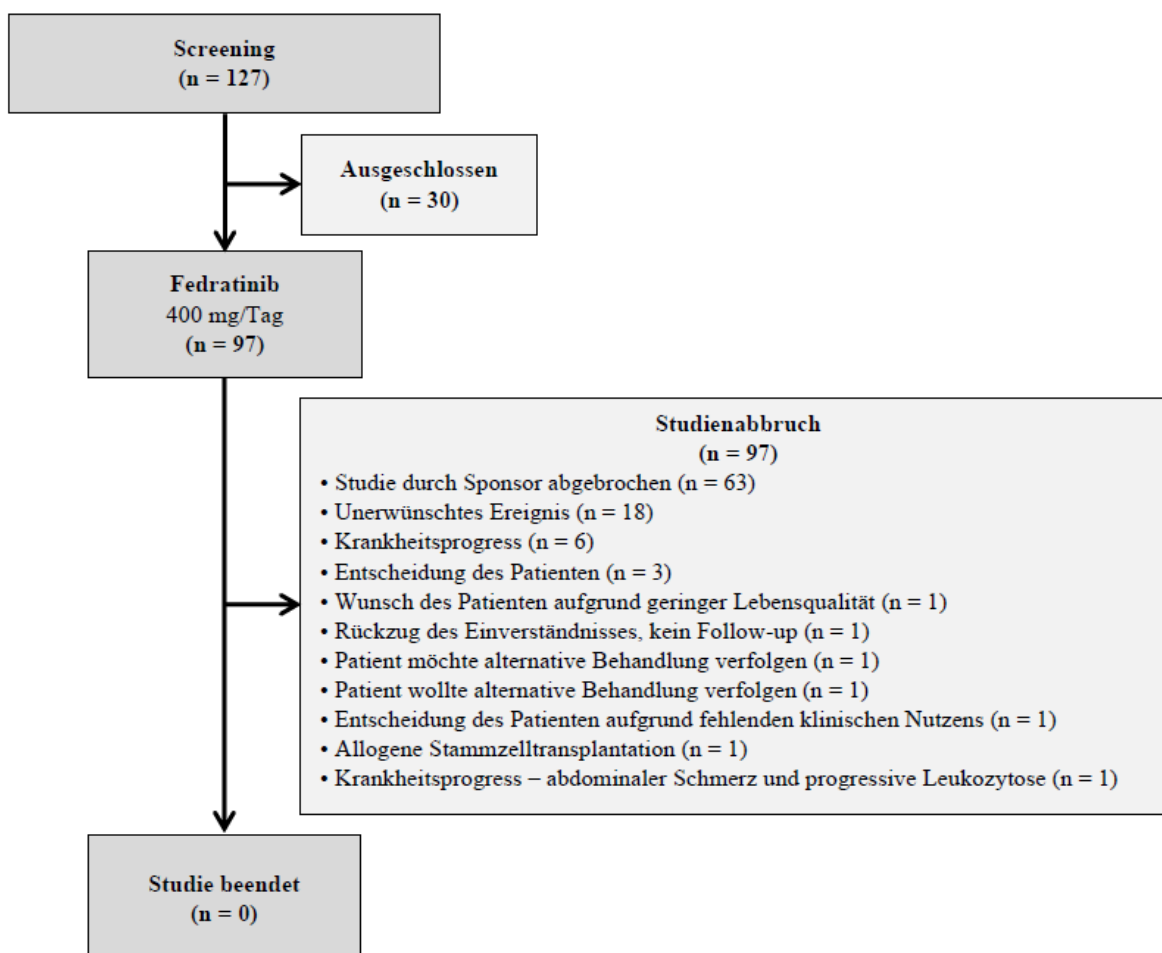 Screening
(n = 127)
Ausgeschlossen
(n = 30)
Fedratinib
400 mg/Tag
(n = 97)
Studienabbruch
(n = 97)
• Studie durch Sponsor abgebrochen (n = 63)
• Unerwünschtes Ereignis (n = 18)
• Krankheitsprogress (n = 6)
• Entscheidung des Patienten (n = 3)
• Wunsch des Patienten aufgrund geringer Lebensqualität (n = 1)
• Rückzug des Einverständnisses, kein Follow-up (n = 1)
• Patient möchte alternative Behandlung verfolgen (n = 1)
• Patient wollte alternative Behandlung verfolgen (n = 1)
• Entscheidung des Patienten aufgrund fehlenden klinischen Nutzens (n = 1)
• Allogene Stammzelltransplantation (n = 1)
• Krankheitsprogress – abdominaler Schmerz und progressive Leukozytose (n = 1)
Studie beendet
(n = 0)